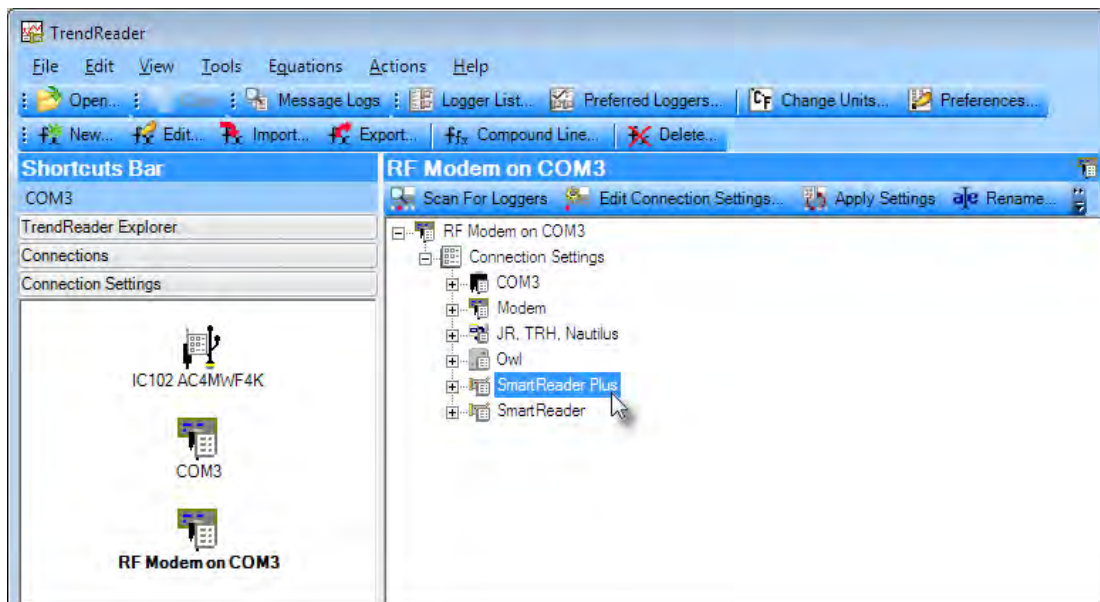 TrendReader
File Edit View Tools Equations Actions Help
Open... Message Logs Logger List... Preferred Loggers... Change Units... Preferences...
New... Edit... Import... Export... Compound Line... Delete...
Shortcuts Bar
COM3
TrendReader Explorer
Connections
Connection Settings
IC102 AC4MWF4K
COM3
RF Modem on COM3
RF Modem on COM3
Scan For Loggers Edit Connection Settings... Apply Settings Rename...
RF Modem on COM3
Connection Settings
COM3
Modem
JR, TRH, Nautilus
Owl
SmartReader Plus
SmartReader